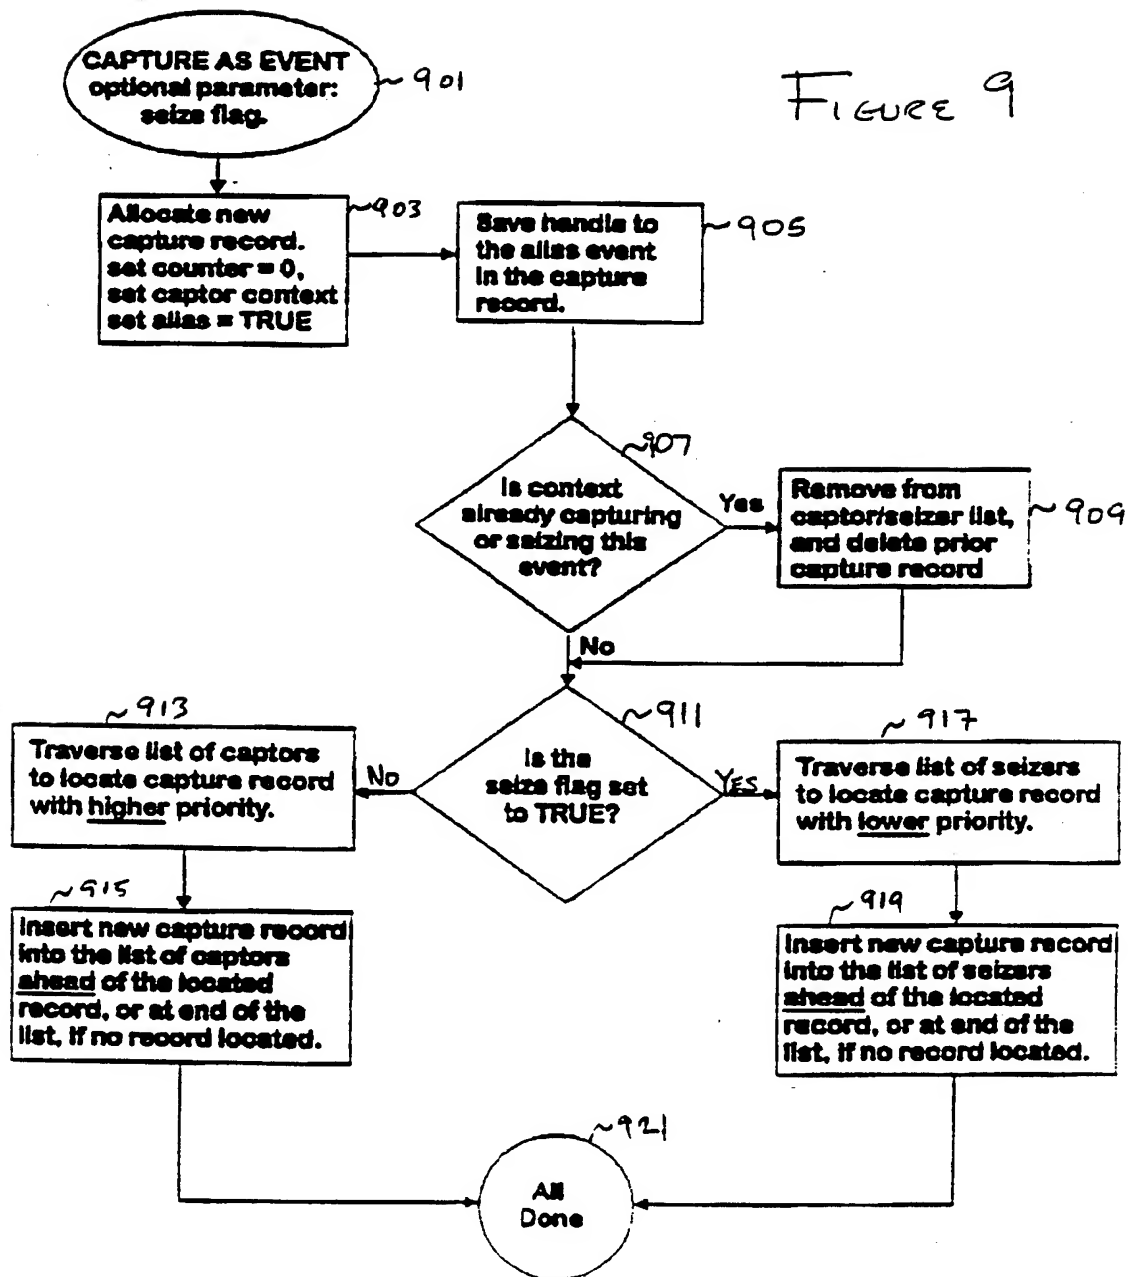 CAPTURE AS EVENT
optional parameter:
seize flag.
~ 901
FIGURE 9
Allocate new
capture record.
set counter = 0,
set captor context
set alias = TRUE
~903
Save handle to
the alias event
in the capture
record.
~905
~907
Is context
already capturing
or seizing this
event?
Yes
Remove from
captor/seizer list,
and delete prior
capture record
~909
No
~911
Is the
seize flag set
to TRUE?
No
YES
~913
Traverse list of captors
to locate capture record
with higher priority.
~917
Traverse list of seizers
to locate capture record
with lower priority.
~915
Insert new capture record
into the list of captors
ahead of the located
record, or at end of the
list, if no record located.
~919
Insert new capture record
into the list of seizers
ahead of the located
record, or at end of the
list, if no record located.
~921
All
Done